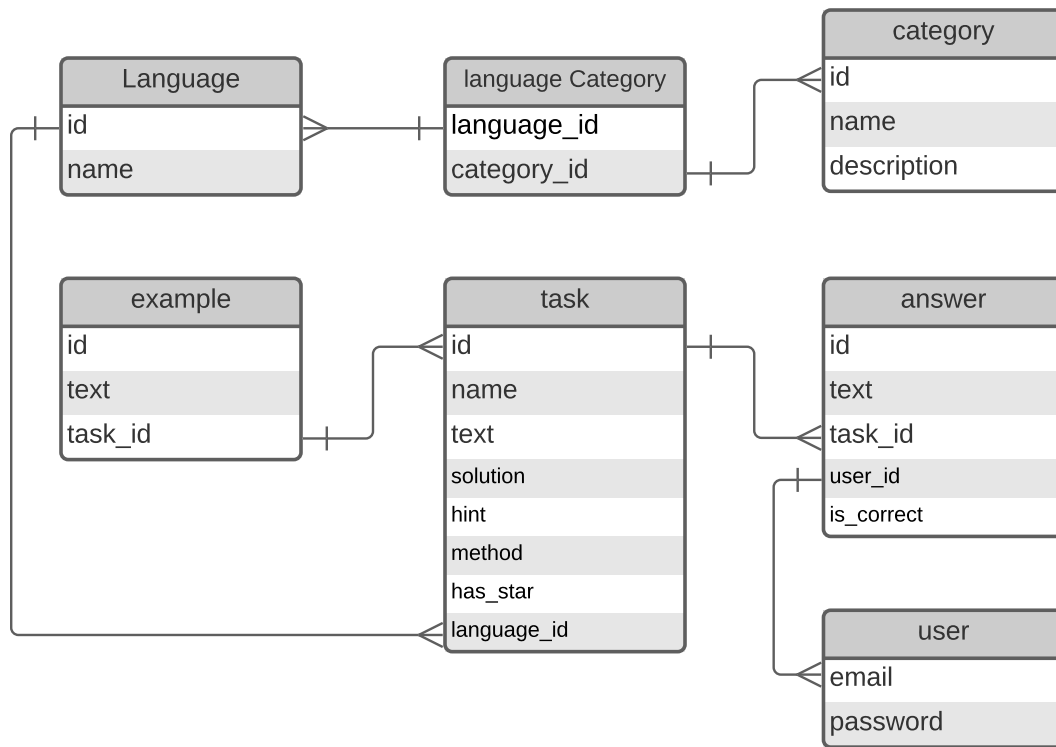 Language
id
name
language Category
language_id
category_id
category
id
name
description
example
id
text
task_id
task
id
name
text
solution
hint
method
has_star
language_id
answer
id
text
task_id
user_id
is_correct
user
email
password